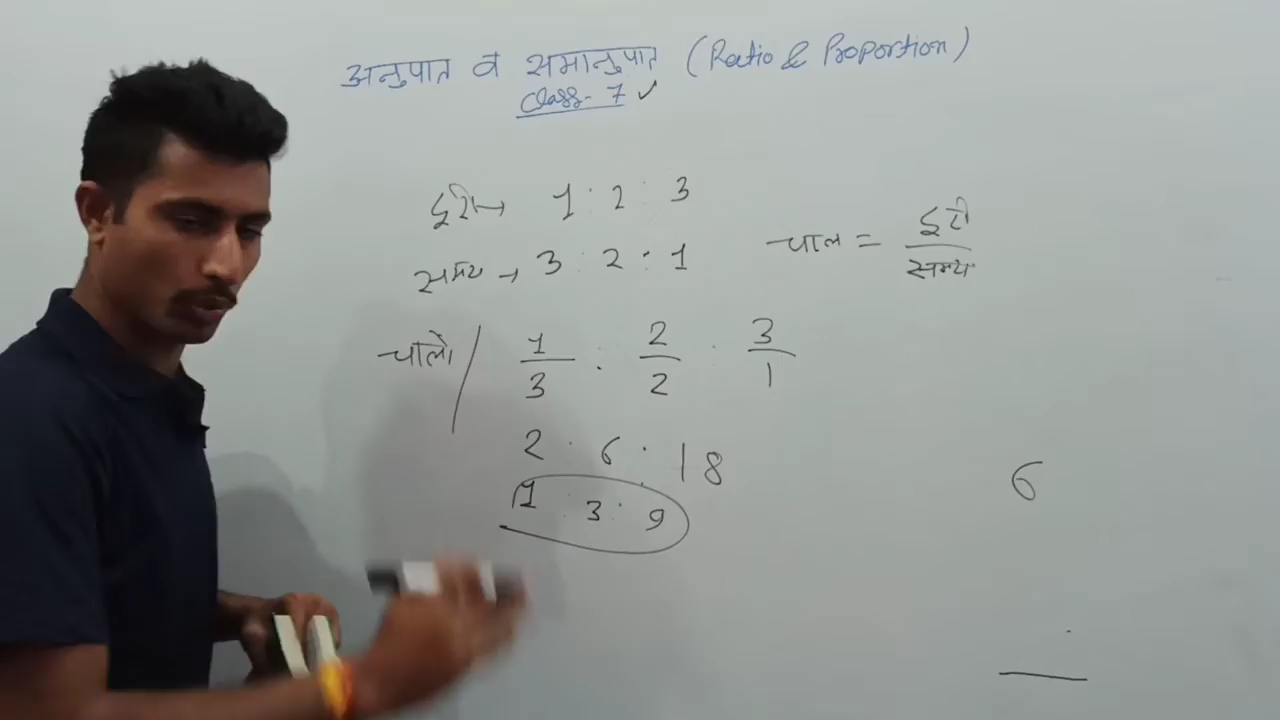 अनुपात व समानुपात (Ratio & Proportion)
Class- 7 ✓
दूरी → 1 : 2 : 3
समय → 3 : 2 : 1
चाल = दूरी / समय
चालें / 1/3 : 2/2 : 3/1
2 : 6 : 18
1 : 3 : 9
6